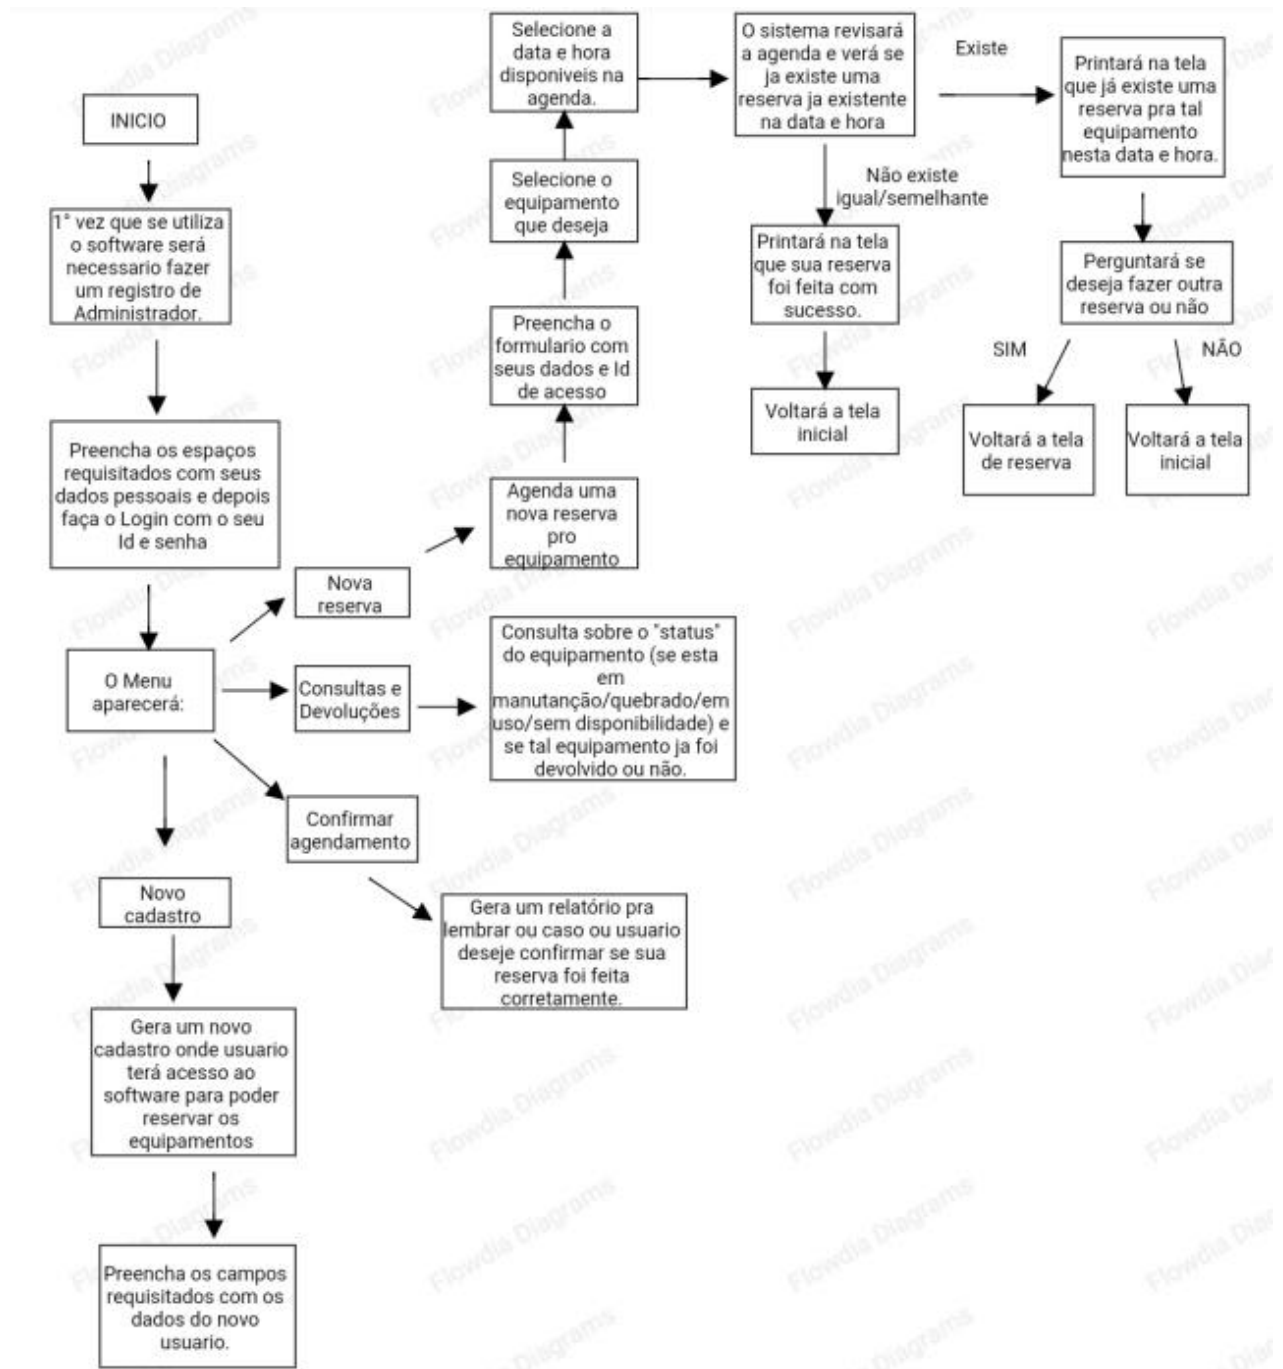 INICIO
1° vez que se utiliza
o software será
necessario fazer
um registro de
Administrador.
Preencha os espaços
requisitados com seus
dados pessoais e depois
faça o Login com o seu
Id e senha
O Menu
aparecerá:
Nova
reserva
Agenda uma
nova reserva
pro
equipamento
Preencha o
formulario com
seus dados e Id
de acesso
Selecione o
equipamento
que deseja
Selecione a
data e hora
disponiveis na
agenda.
O sistema revisará
a agenda e verá se
ja existe uma
reserva ja existente
na data e hora
Existe
Printará na tela
que já existe uma
reserva pra tal
equipamento
nesta data e hora.
Perguntará se
deseja fazer outra
reserva ou não
SIM
NÃO
Voltará a tela
de reserva
Voltará a tela
inicial
Não existe
igual/semelhante
Printará na tela
que sua reserva
foi feita com
sucesso.
Voltará a tela
inicial
Consultas e
Devoluções
Consulta sobre o "status"
do equipamento (se esta
em
manutanção/quebrado/em
uso/sem disponibilidade) e
se tal equipamento ja foi
devolvido ou não.
Confirmar
agendamento
Gera um relatório pra
lembrar ou caso ou usuario
deseje confirmar se sua
reserva foi feita
corretamente.
Novo
cadastro
Gera um novo
cadastro onde usuario
terá acesso ao
software para poder
reservar os
equipamentos
Preencha os campos
requisitados com os
dados do novo
usuario.
Flowdia Diagrams